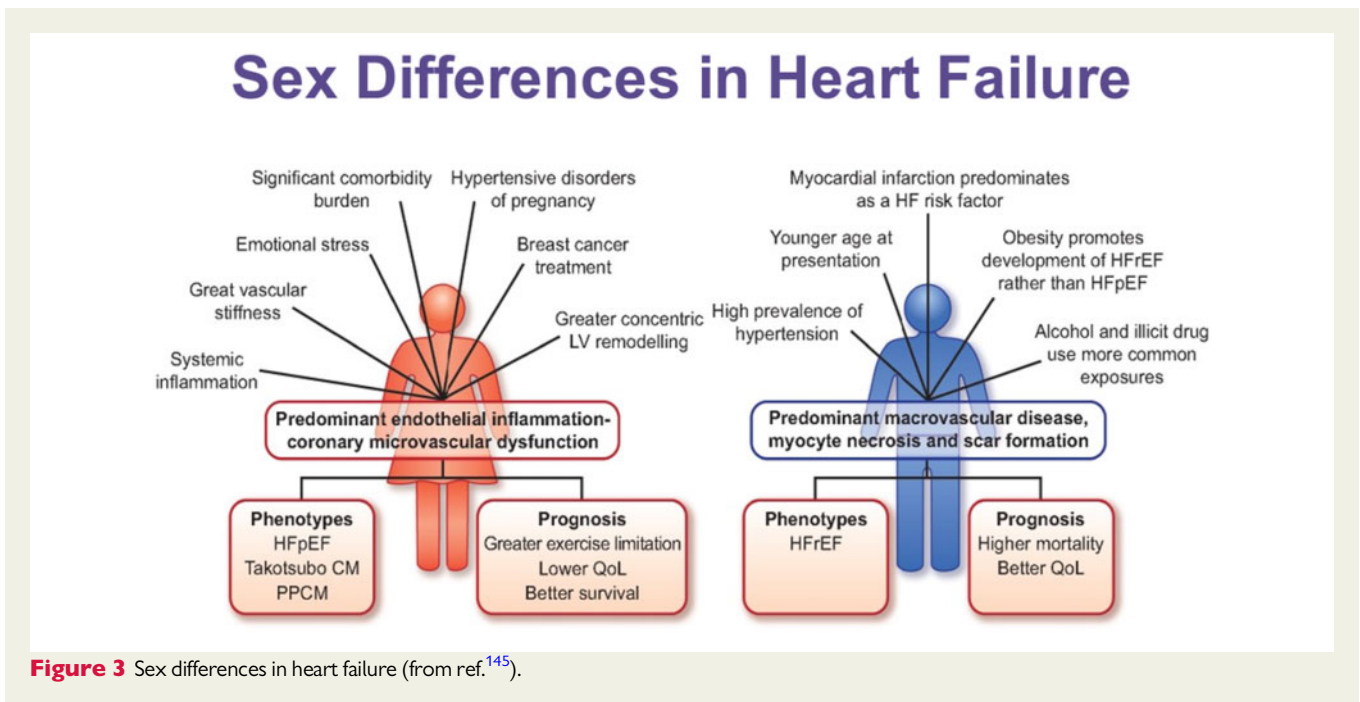 Sex Differences in Heart Failure
Significant comorbidity
burden
Hypertensive disorders
of pregnancy
Emotional stress
Breast cancer
treatment
Great vascular
stiffness
Greater concentric
LV remodelling
Systemic
inflammation
Predominant endothelial inflammation-
coronary microvascular dysfunction
Phenotypes
HFpEF
Takotsubo CM
PPCM
Prognosis
Greater exercise limitation
Lower QoL
Better survival
Myocardial infarction predominates
as a HF risk factor
Younger age at
presentation
Obesity promotes
development of HFrEF
rather than HFpEF
High prevalence of
hypertension
Alcohol and illicit drug
use more common
exposures
Predominant macrovascular disease,
myocyte necrosis and scar formation
Phenotypes
HFrEF
Prognosis
Higher mortality
Better QoL
Figure 3 Sex differences in heart failure (from ref.145).